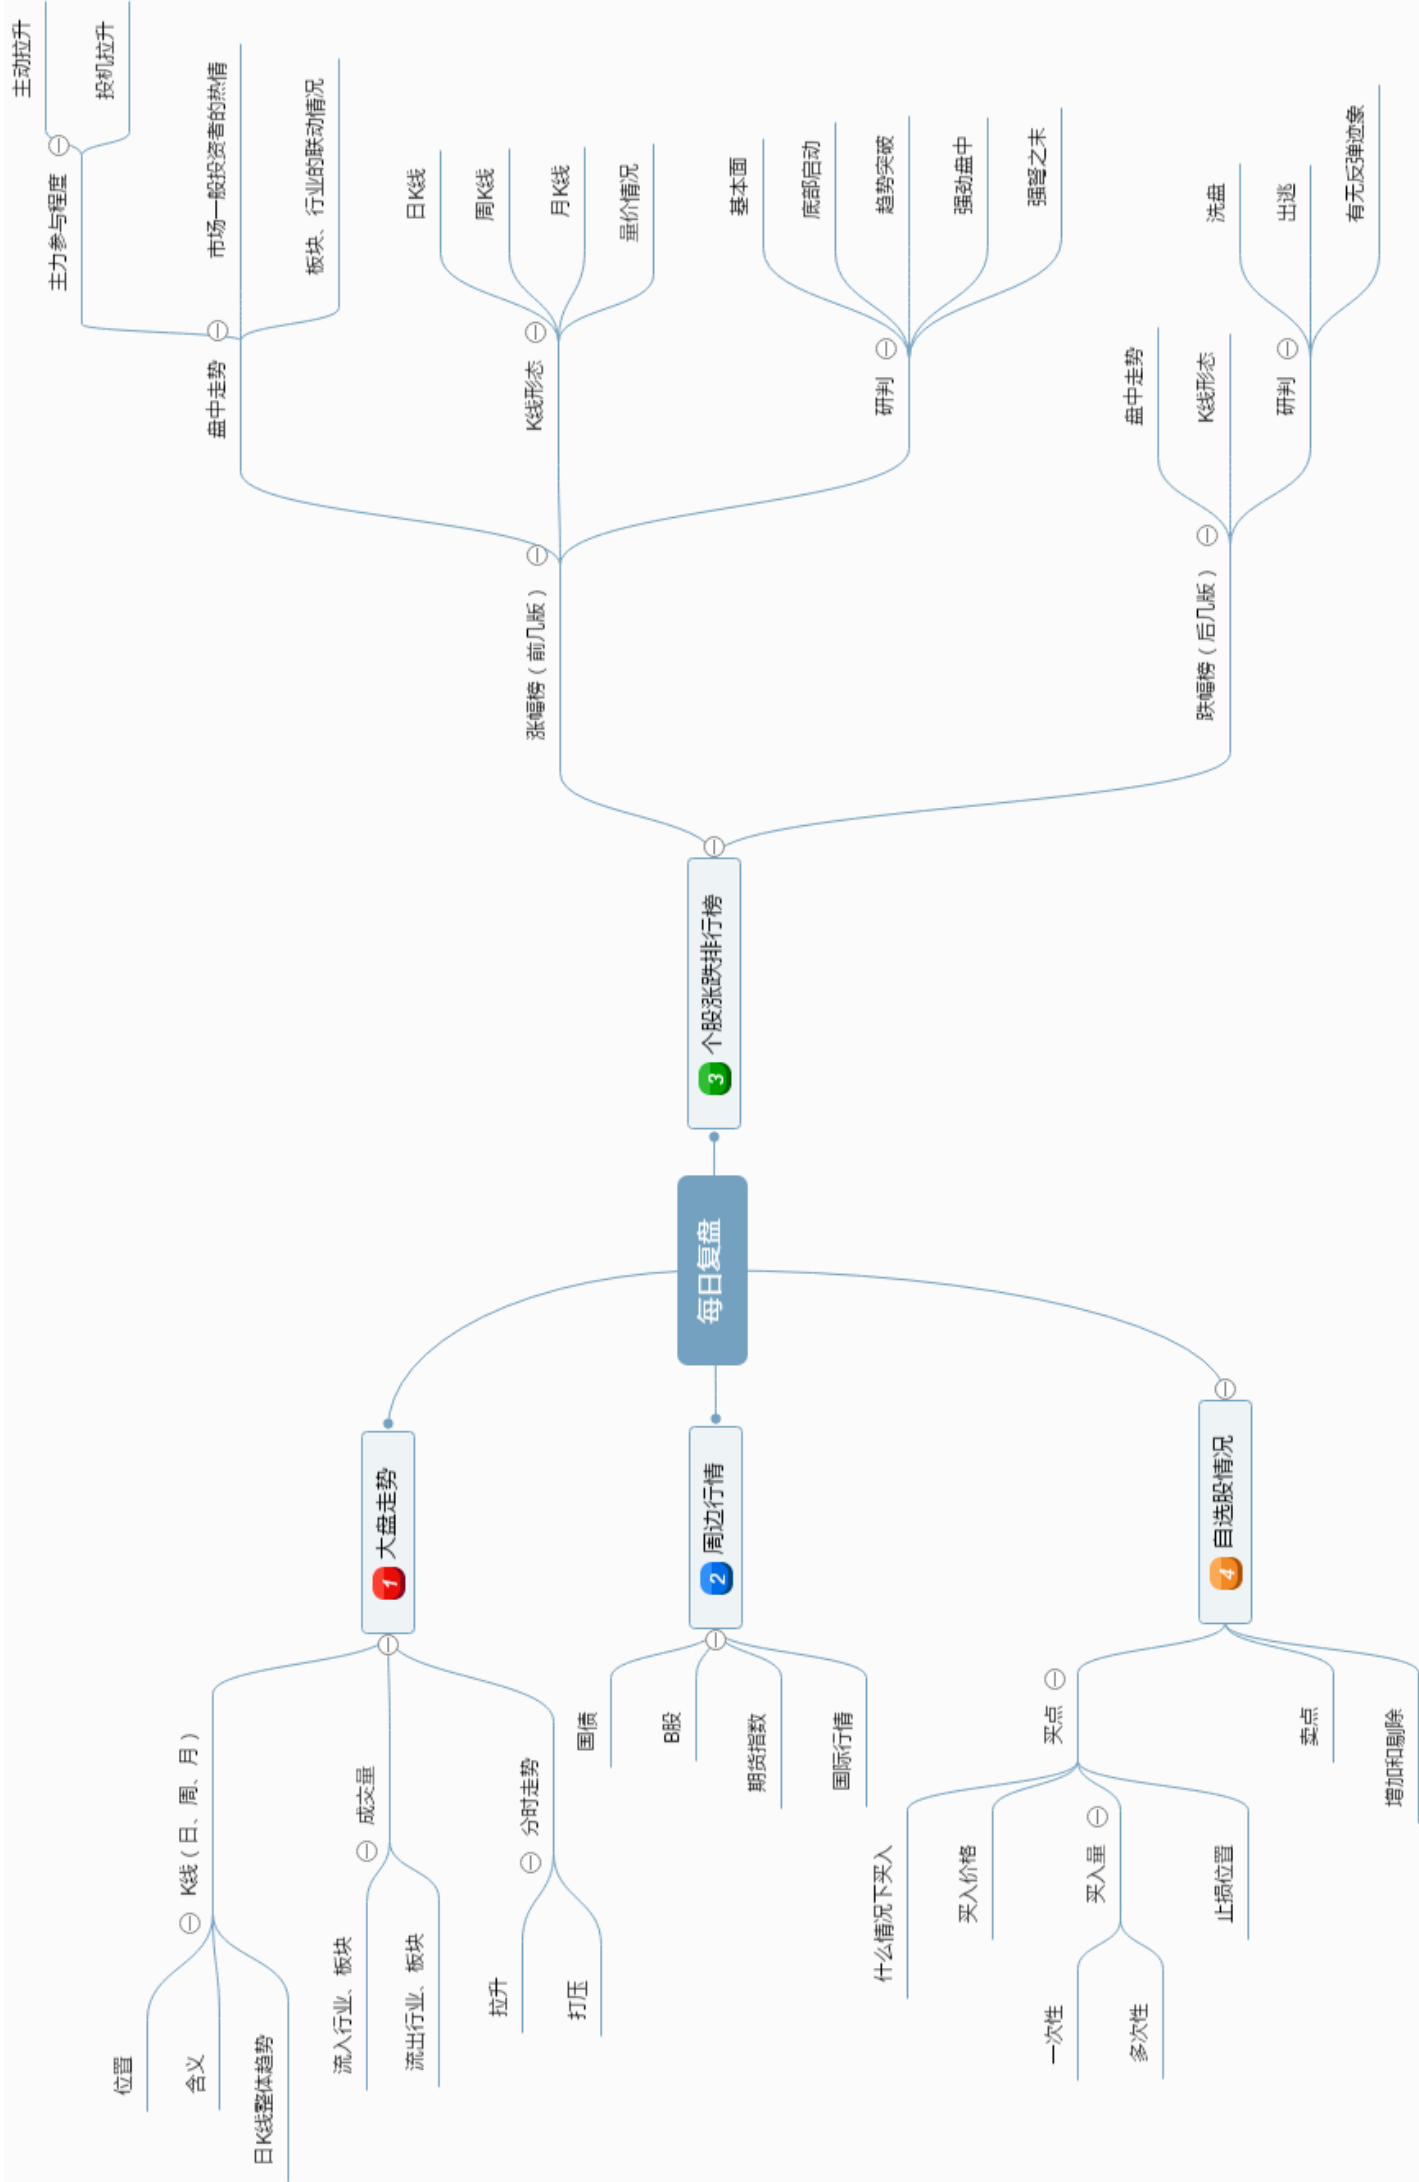 每日复盘
1 大盘走势
K线（日、周、月）
位置
含义
日K线整体趋势
成交量
流入行业、板块
流出行业、板块
分时走势
拉升
打压
2 周边行情
国债
B股
期货指数
国际行情
3 个股涨跌排行榜
涨幅榜（前几版）
盘中走势
主力参与程度
主动拉升
投机拉升
市场一般投资者的热情
板块、行业的联动情况
K线形态
日K线
周K线
月K线
量价情况
研判
基本面
底部启动
趋势突破
强劲盘中
强弩之末
跌幅榜（后几版）
盘中走势
K线形态
研判
洗盘
出逃
有无反弹迹象
4 自选股情况
买点
什么情况下买入
买入价格
买入量
一次性
多次性
止损位置
卖点
增加和剔除